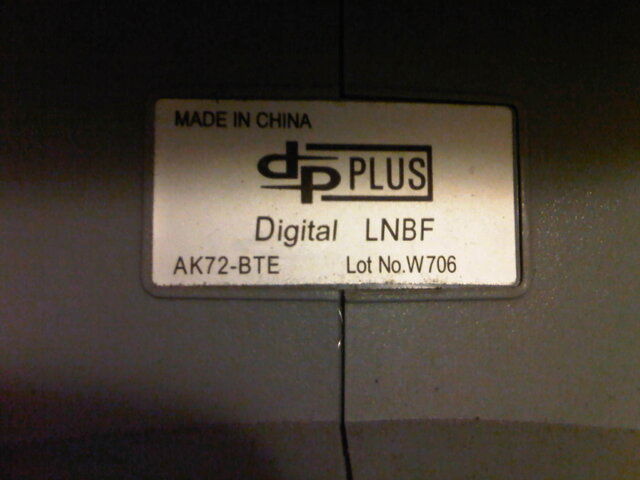 MADE IN CHINA
dp PLUS
Digital LNBF
AK72-BTE Lot No.W706